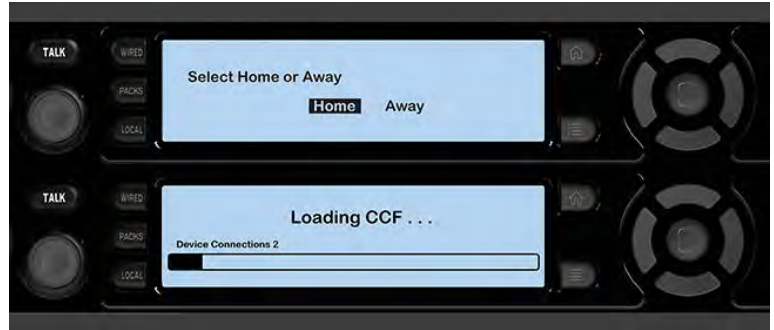 TALK
WIRED
PACKS
LOCAL
Select Home or Away
Home Away
TALK
WIRED
PACKS
LOCAL
Loading CCF . . .
Device Connections 2